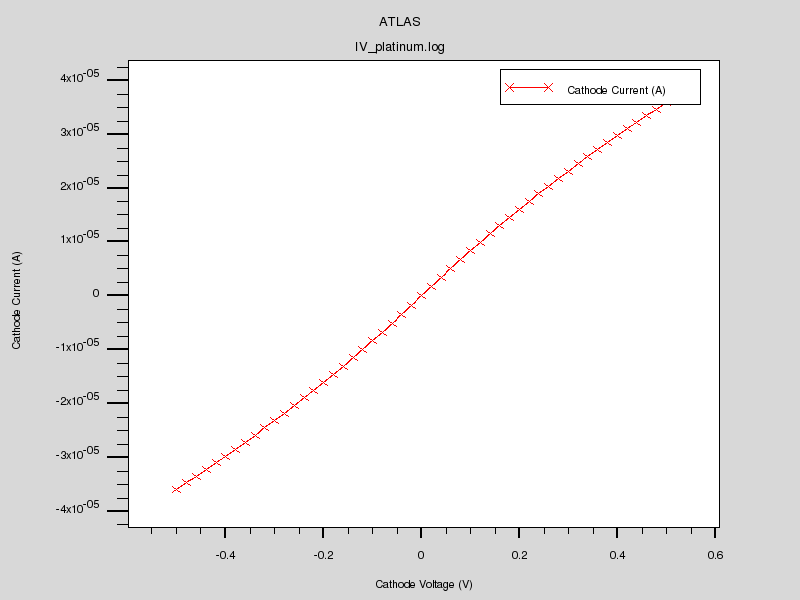 ATLAS
IV_platinum.log
Cathode Current (A)
4x10-05
3x10-05
2x10-05
1x10-05
0
-1x10-05
-2x10-05
-3x10-05
-4x10-05
Cathode Current (A)
-0.4 -0.2 0 0.2 0.4 0.6
Cathode Voltage (V)